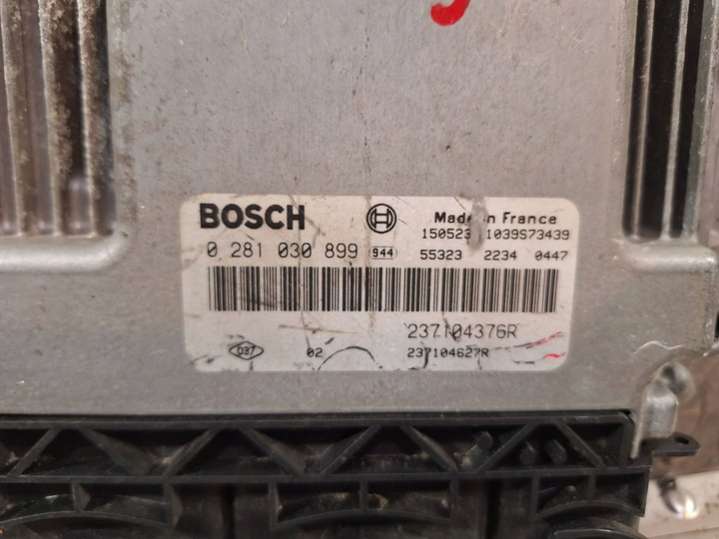 BOSCH
Made in France
150523 1039S73439
0 281 030 899 944 55323 2234 0447
237104376R
D37 02 237104627R